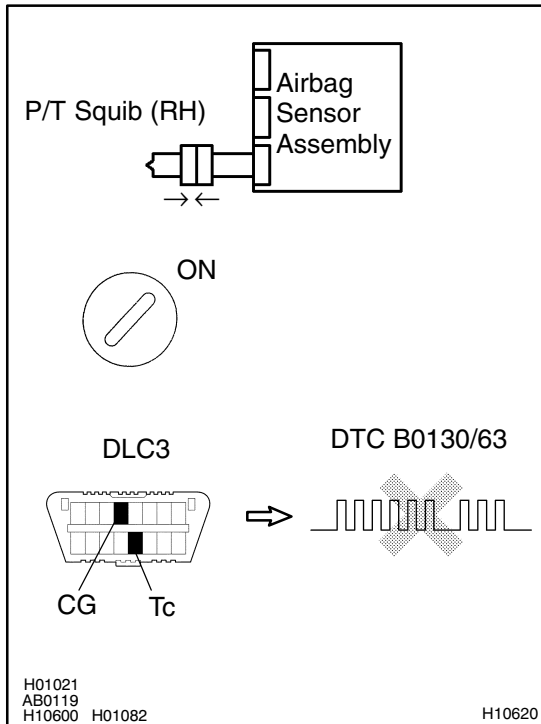 P/T Squib (RH)
Airbag
Sensor
Assembly
ON
DLC3
DTC B0130/63
CG
Tc
H01021
AB0119
H10600 H01082
H10620